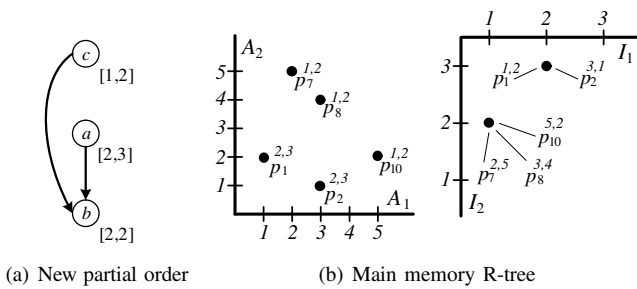 c
[1,2]
a
[2,3]
b
[2,2]
(a) New partial order
A2
5
4
3
2
1
p7 1,2
p8 1,2
p1 2,3
p10 1,2
p2 2,3
A1
1 2 3 4 5
1 2 3
I1
3
2
1
I2
p1 1,2
p2 3,1
p10 5,2
p7 2,5
p8 3,4
(b) Main memory R-tree